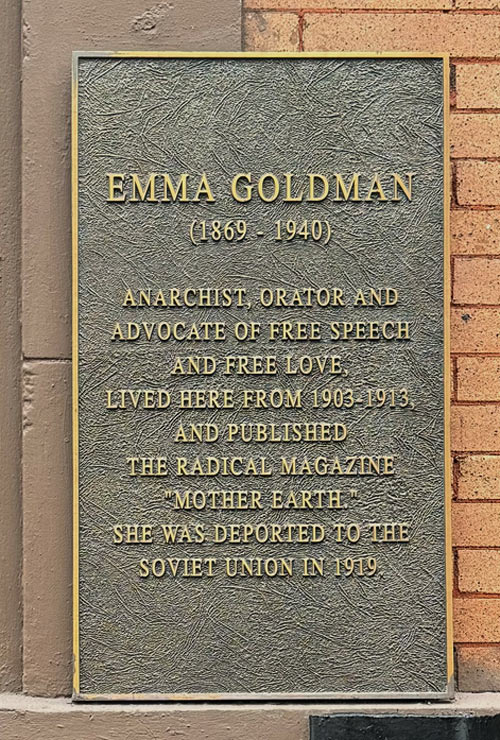 EMMA GOLDMAN
(1869 - 1940)
ANARCHIST, ORATOR AND
ADVOCATE OF FREE SPEECH
AND FREE LOVE,
LIVED HERE FROM 1903-1913,
AND PUBLISHED
THE RADICAL MAGAZINE
"MOTHER EARTH."
SHE WAS DEPORTED TO THE
SOVIET UNION IN 1919.